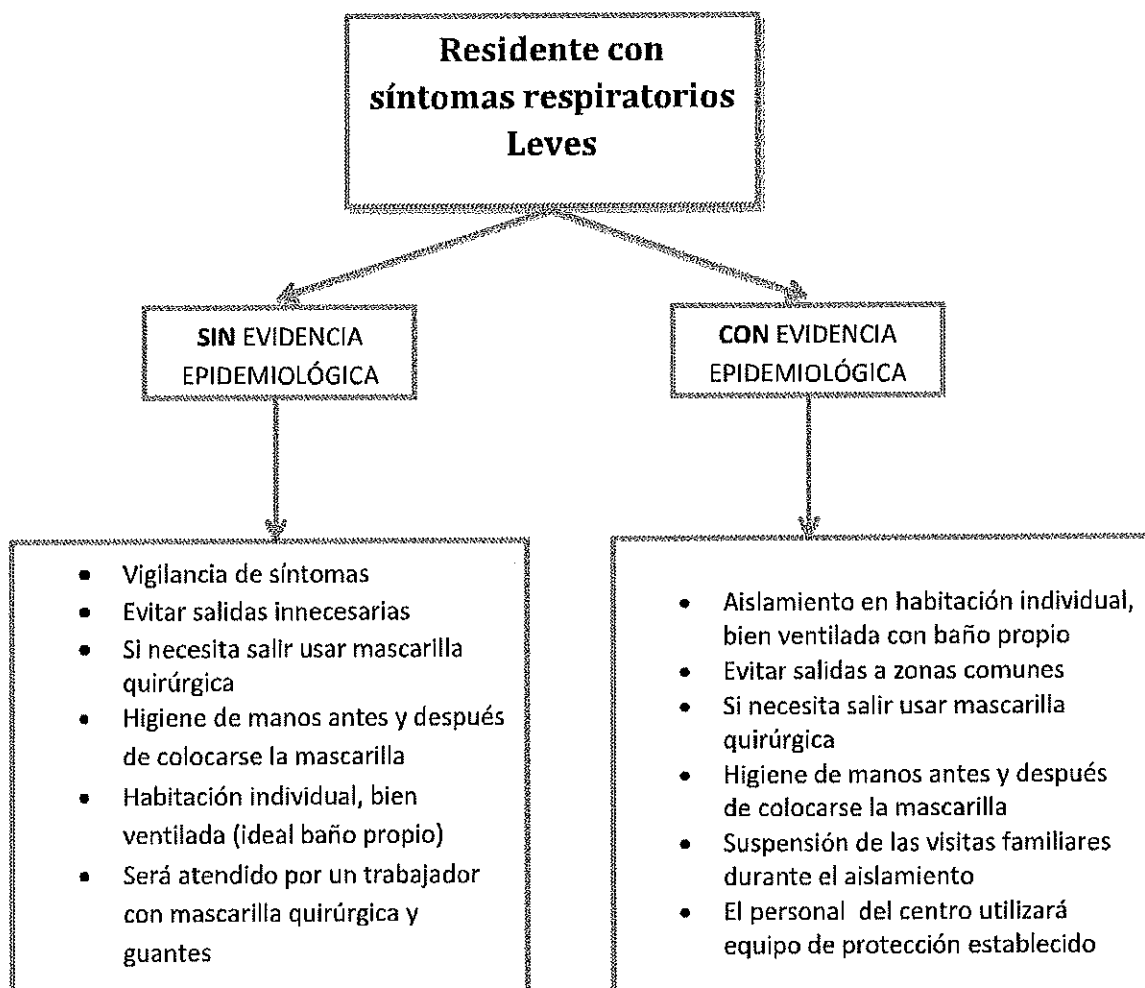 Residente con
síntomas respiratorios
Leves
SIN EVIDENCIA
EPIDEMIOLÓGICA
CON EVIDENCIA
EPIDEMIOLÓGICA
• Vigilancia de síntomas
• Evitar salidas innecesarias
• Si necesita salir usar mascarilla
quirúrgica
• Higiene de manos antes y después
de colocarse la mascarilla
• Habitación individual, bien
ventilada (ideal baño propio)
• Será atendido por un trabajador
con mascarilla quirúrgica y
guantes
• Aislamiento en habitación individual,
bien ventilada con baño propio
• Evitar salidas a zonas comunes
• Si necesita salir usar mascarilla
quirúrgica
• Higiene de manos antes y después
de colocarse la mascarilla
• Suspensión de las visitas familiares
durante el aislamiento
• El personal del centro utilizará
equipo de protección establecido